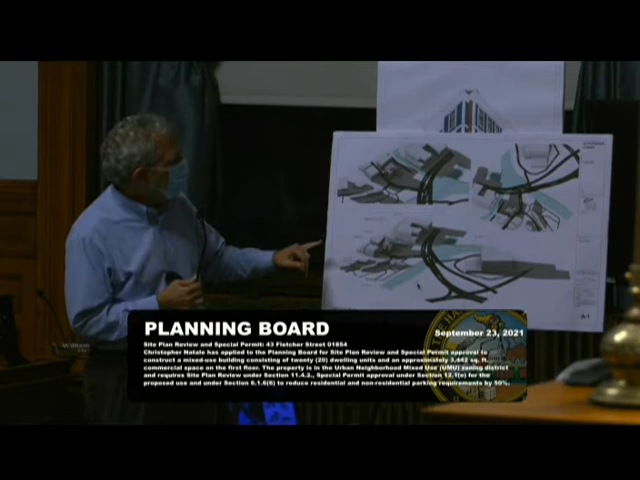 PLANNING BOARD
September 23, 2021
Site Plan Review and Special Permit: 43 Fletcher Street 01854
Christopher Natale has applied to the Planning Board for Site Plan Review and Special Permit approval to
construct a mixed-use building consisting of twenty (20) dwelling units and an approximately 3,442 sq. ft.
commercial space on the first floor. The property is in the Urban Neighborhood Mixed Use (UMU) zoning district
and requires Site Plan Review under Section 11.4.2., Special Permit approval under Section 12.1(e) for the
proposed use and under Section 6.1.6(6) to reduce residential and non-residential parking requirements by 50%.
William
A-1